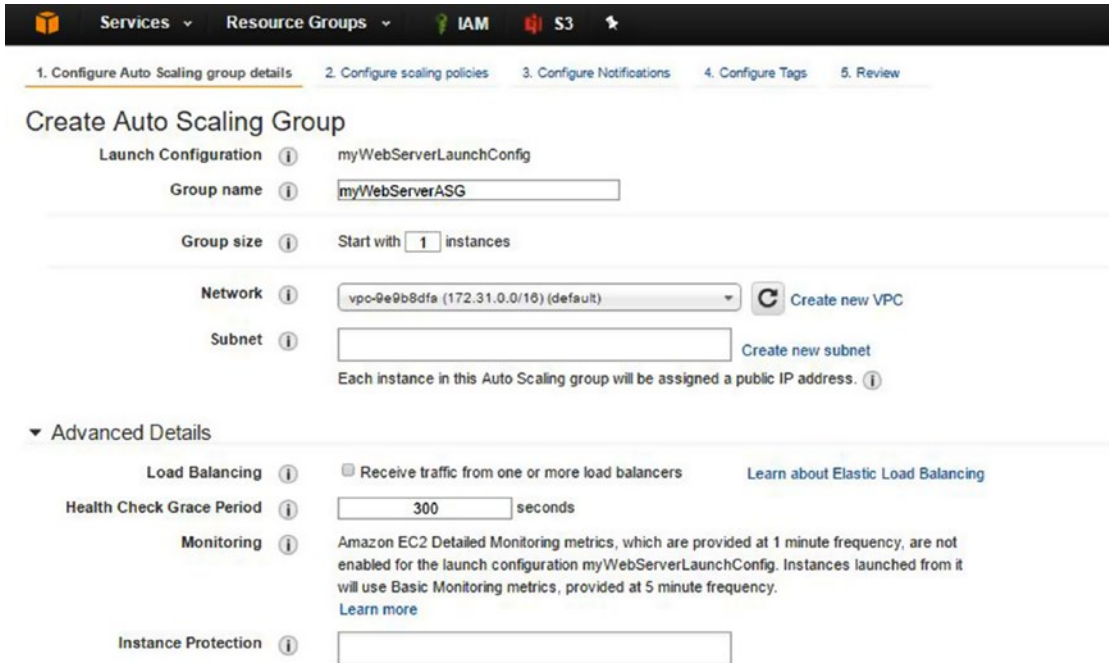 Services Resource Groups IAM S3
1. Configure Auto Scaling group details 2. Configure scaling policies 3. Configure Notifications 4. Configure Tags 5. Review
Create Auto Scaling Group
Launch Configuration i myWebServerLaunchConfig
Group name i myWebServerASG
Group size i Start with 1 instances
Network i vpc-9e9b8dfa (172.31.0.0/16) (default) Create new VPC
Subnet i Create new subnet
Each instance in this Auto Scaling group will be assigned a public IP address. i
Advanced Details
Load Balancing i Receive traffic from one or more load balancers Learn about Elastic Load Balancing
Health Check Grace Period i 300 seconds
Monitoring i Amazon EC2 Detailed Monitoring metrics, which are provided at 1 minute frequency, are not
enabled for the launch configuration myWebServerLaunchConfig. Instances launched from it
will use Basic Monitoring metrics, provided at 5 minute frequency.
Learn more
Instance Protection i